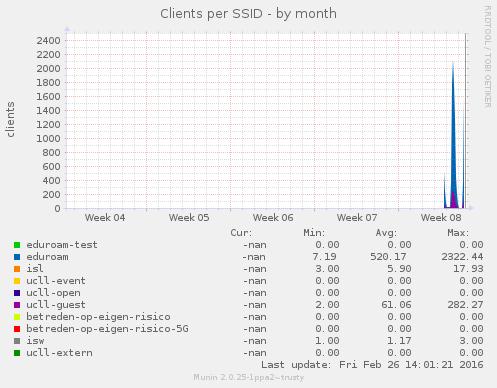 Clients per SSID - by month
RRDTOOL / TOBI OETIKER
clients
2400
2200
2000
1800
1600
1400
1200
1000
800
600
400
200
0
Week 04 Week 05 Week 06 Week 07 Week 08
Cur: Min: Avg: Max:
eduroam-test -nan 0.00 0.00 0.00
eduroam -nan 7.19 520.17 2322.44
isl -nan 3.00 5.90 17.93
ucll-event -nan 0.00 0.00 0.00
ucll-open -nan 0.00 0.00 0.00
ucll-guest -nan 2.00 61.06 282.27
betreden-op-eigen-risico -nan 0.00 0.00 0.00
betreden-op-eigen-risico-5G -nan 0.00 0.00 0.00
isw -nan 1.00 1.17 3.00
ucll-extern -nan 0.00 0.00 0.00
Last update: Fri Feb 26 14:01:21 2016
Munin 2.0.25-1ppa2~trusty